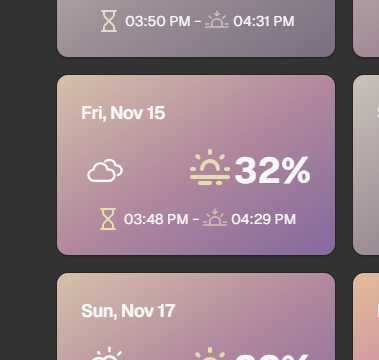 03:50 PM - 04:31 PM
Fri, Nov 15
32%
03:48 PM - 04:29 PM
Sun, Nov 17